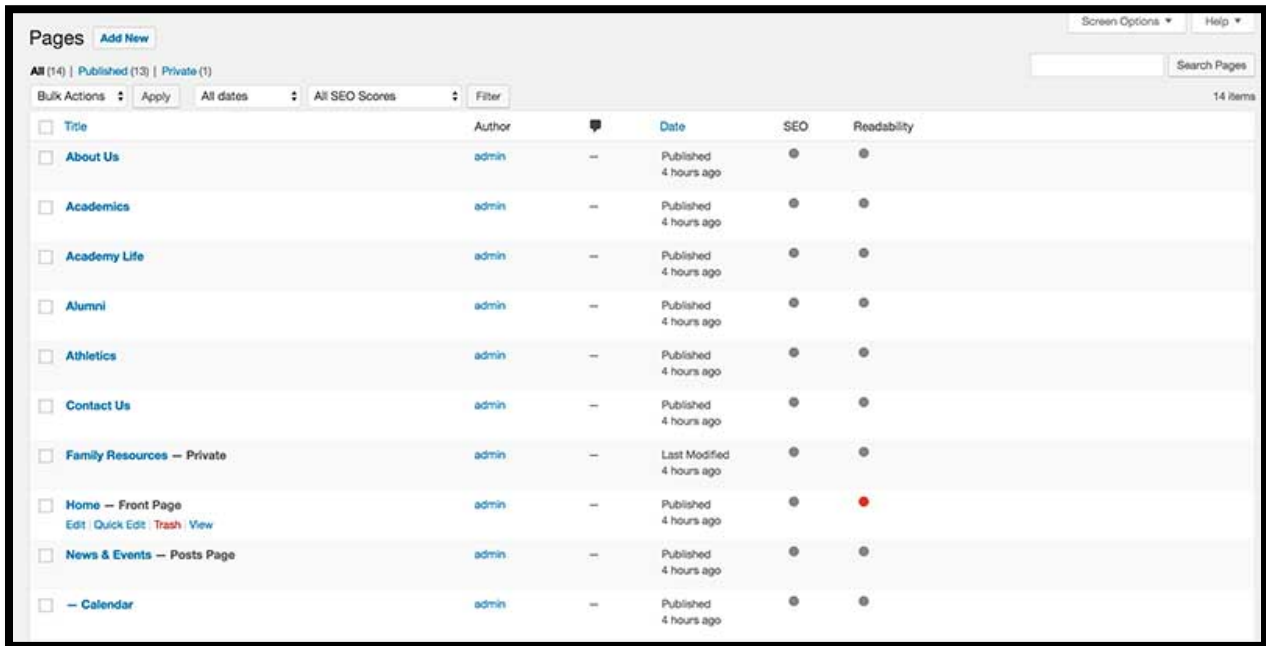 Screen Options ▼ Help ▼
Pages Add New
All (14) | Published (13) | Private (1)
Search Pages
Bulk Actions Apply All dates All SEO Scores Filter 14 items
Title Author Date SEO Readability
About Us admin — Published
4 hours ago
Academics admin — Published
4 hours ago
Academy Life admin — Published
4 hours ago
Alumni admin — Published
4 hours ago
Athletics admin — Published
4 hours ago
Contact Us admin — Published
4 hours ago
Family Resources — Private admin — Last Modified
4 hours ago
Home — Front Page admin — Published
Edit | Quick Edit | Trash | View 4 hours ago
News & Events — Posts Page admin — Published
4 hours ago
— Calendar admin — Published
4 hours ago